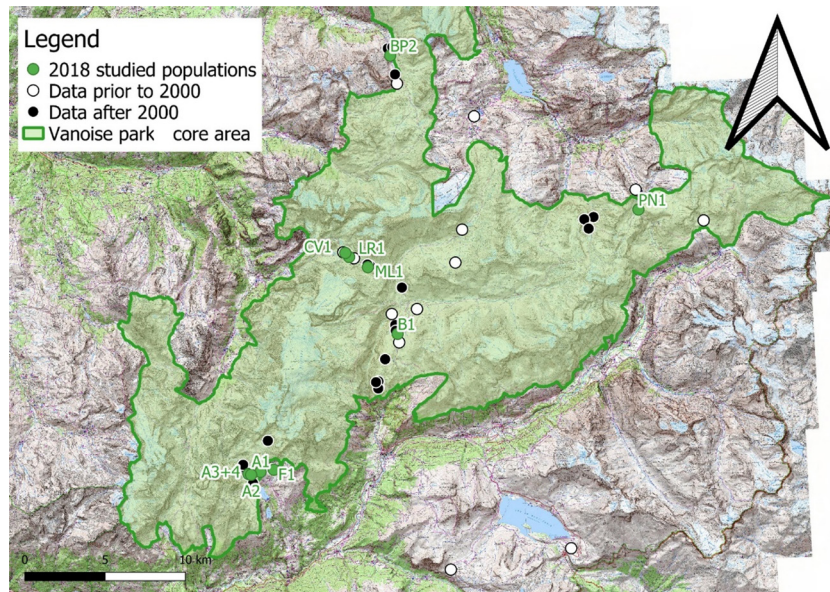 Legend
2018 studied populations
Data prior to 2000
Data after 2000
Vanoise park core area
BP2
PN1
CV1 LR1
ML1
B1
A3+4 A1 F1
A2
0 5 10 km